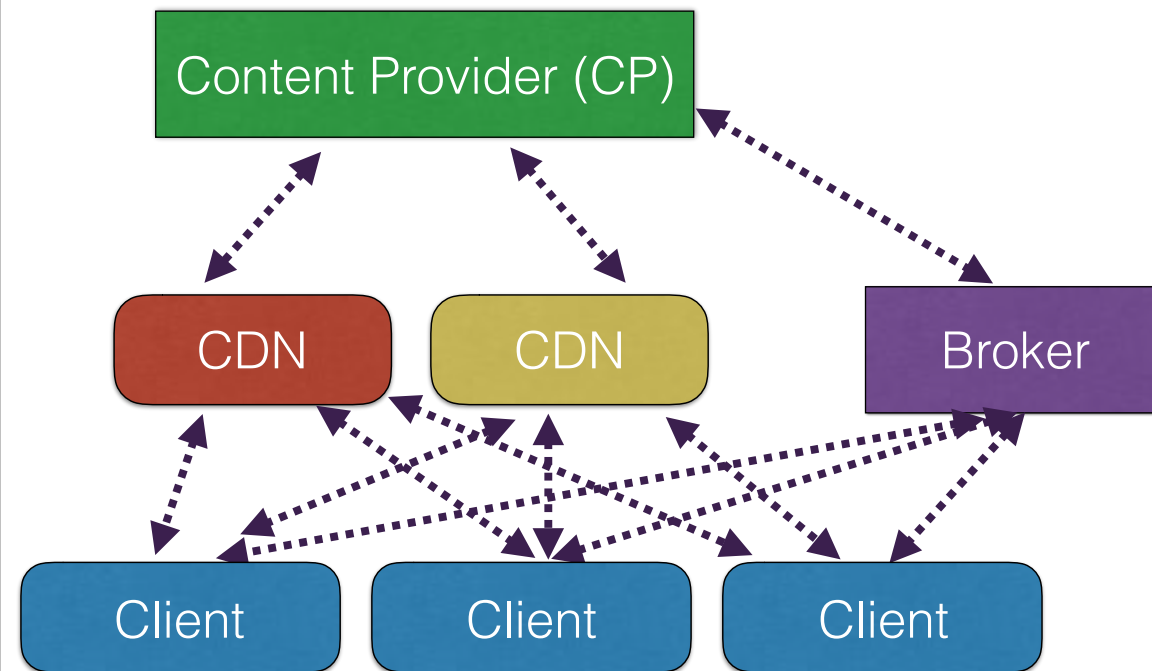 Content Provider (CP)
CDN
CDN
Broker
Client
Client
Client